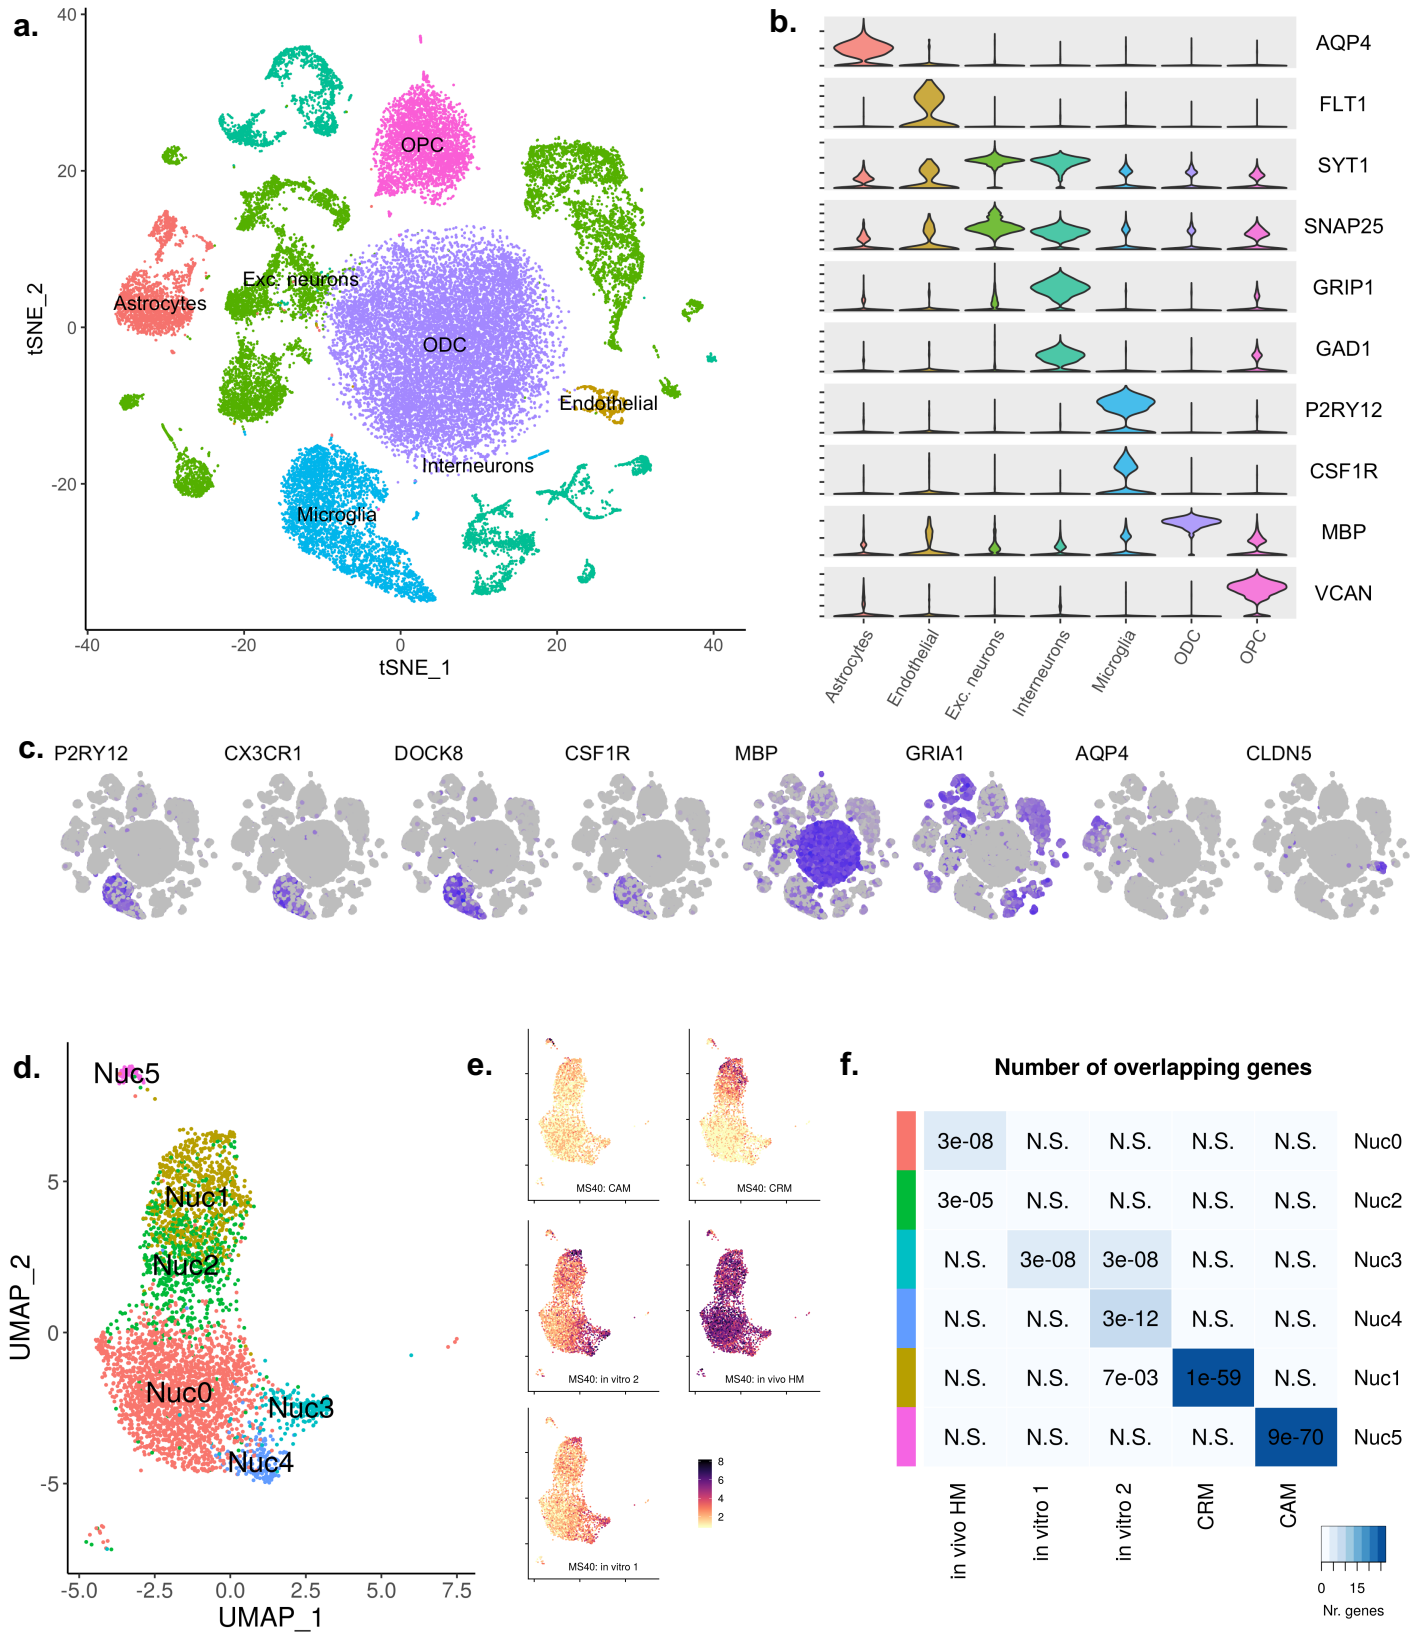 a.
40
20
0
-20
-40
-20
0
20
40
tSNE_2
tSNE_1
OPC
Exc. neurons
Astrocytes
ODC
Endothelial
Interneurons
Microglia
b.
AQP4
FLT1
SYT1
SNAP25
GRIP1
GAD1
P2RY12
CSF1R
MBP
VCAN
Astrocytes
Endothelial
Exc. neurons
Interneurons
Microglia
ODC
OPC
c.
P2RY12 CX3CR1 DOCK8 CSF1R MBP GRIA1 AQP4 CLDN5
d.
Nuc5
Nuc1
Nuc2
Nuc0
Nuc3
Nuc4
5
0
-5
-5.0 -2.5 0.0 2.5 5.0 7.5
UMAP_2
UMAP_1
e.
MS40: CAM
MS40: CRM
MS40: in vitro 2
MS40: in vivo HM
MS40: in vitro 1
8
6
4
2
f.
Number of overlapping genes
3e-08 N.S. N.S. N.S. N.S. Nuc0
3e-05 N.S. N.S. N.S. N.S. Nuc2
N.S. 3e-08 3e-08 N.S. N.S. Nuc3
N.S. N.S. 3e-12 N.S. N.S. Nuc4
N.S. N.S. 7e-03 1e-59 N.S. Nuc1
N.S. N.S. N.S. N.S. 9e-70 Nuc5
in vivo HM
in vitro 1
in vitro 2
CRM
CAM
0 15
Nr. genes